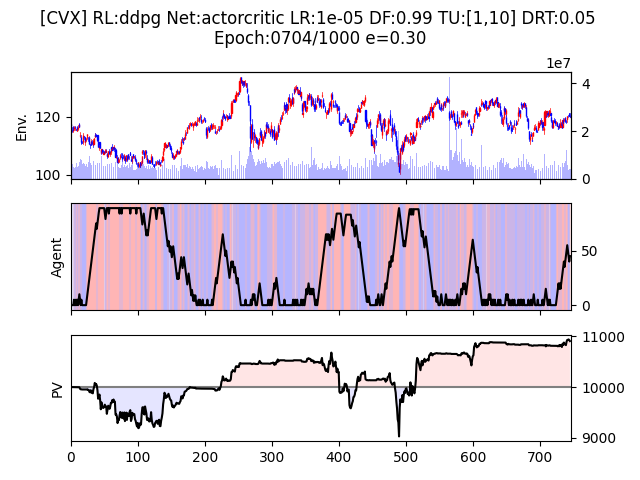 [CVX] RL:ddpg Net:actorcritic LR:1e-05 DF:0.99 TU:[1,10] DRT:0.05
Epoch:0704/1000 e=0.30
1e7
Env.
120
100
4
2
0
Agent
50
0
PV
11000
10000
9000
0 100 200 300 400 500 600 700